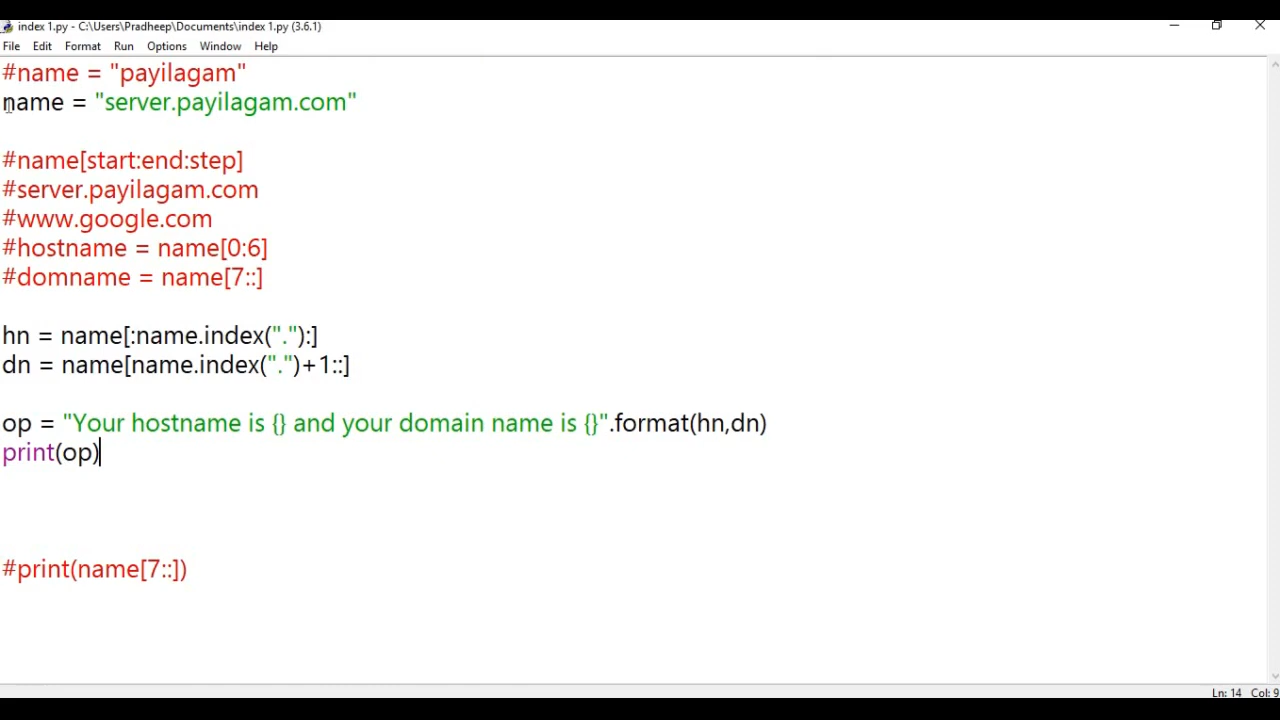 index 1.py - C:\Users\Pradheep\Documents\index 1.py (3.6.1)
File Edit Format Run Options Window Help
#name = "payilagam"
name = "server.payilagam.com"
#name[start:end:step]
#server.payilagam.com
#www.google.com
#hostname = name[0:6]
#domname = name[7::]
hn = name[:name.index("."):]
dn = name[name.index(".")+1::]
op = "Your hostname is {} and your domain name is {}".format(hn,dn)
print(op)
#print(name[7::])
Ln: 14 Col: 9